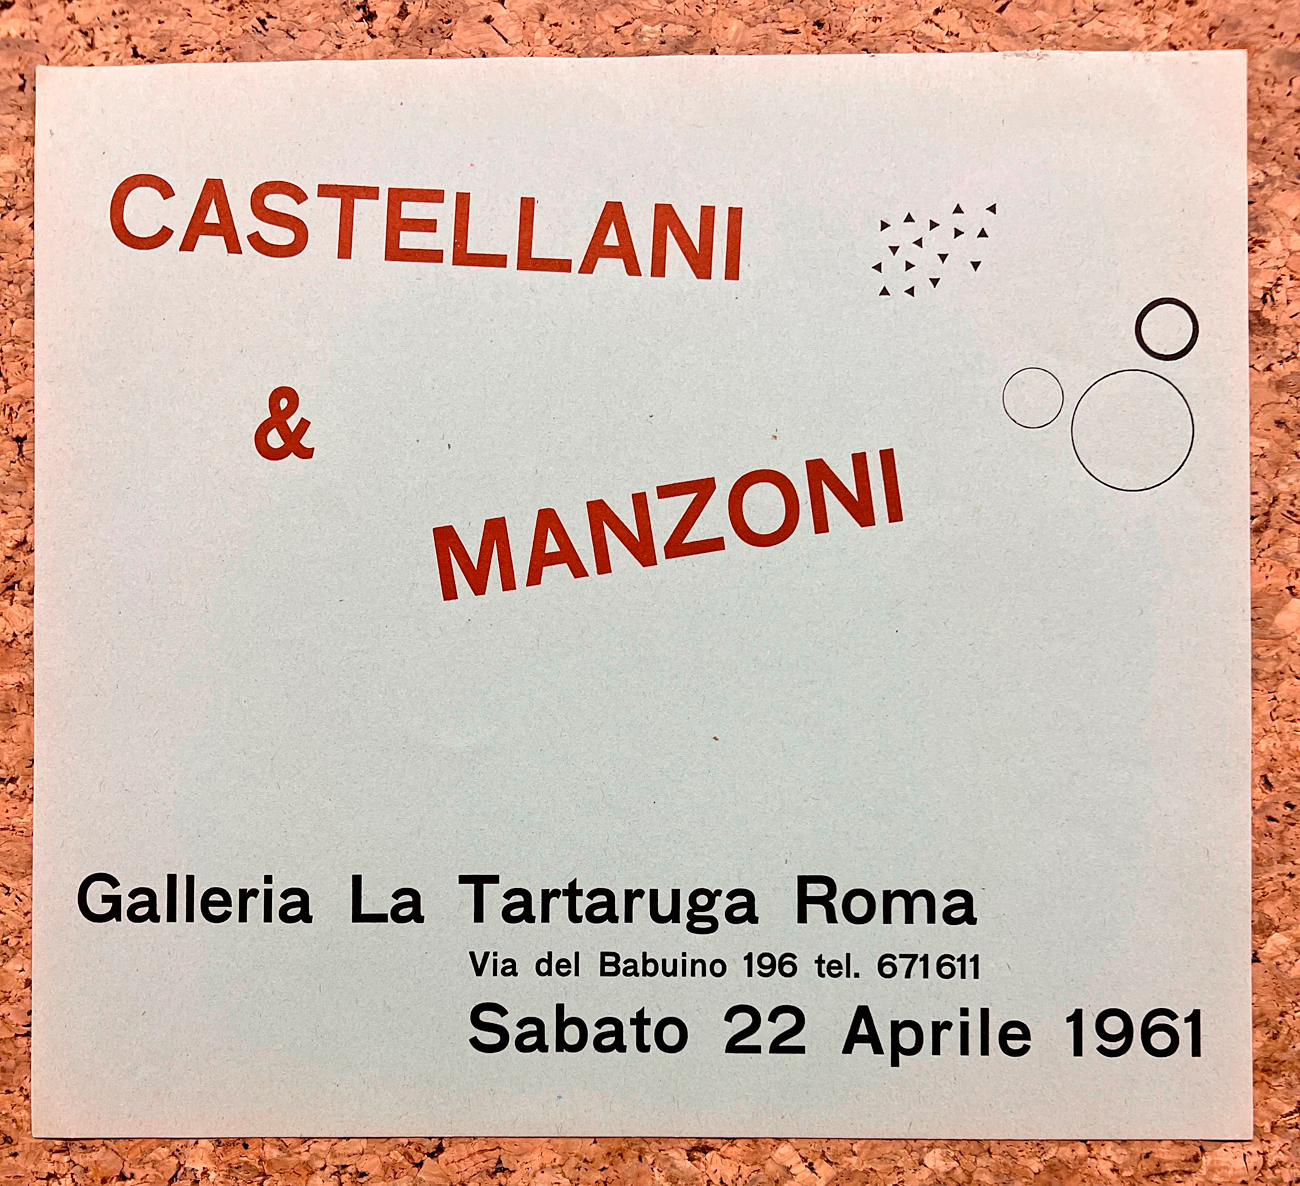 CASTELLANI
&
MANZONI
Galleria La Tartaruga Roma
Via del Babuino 196 tel. 671611
Sabato 22 Aprile 1961